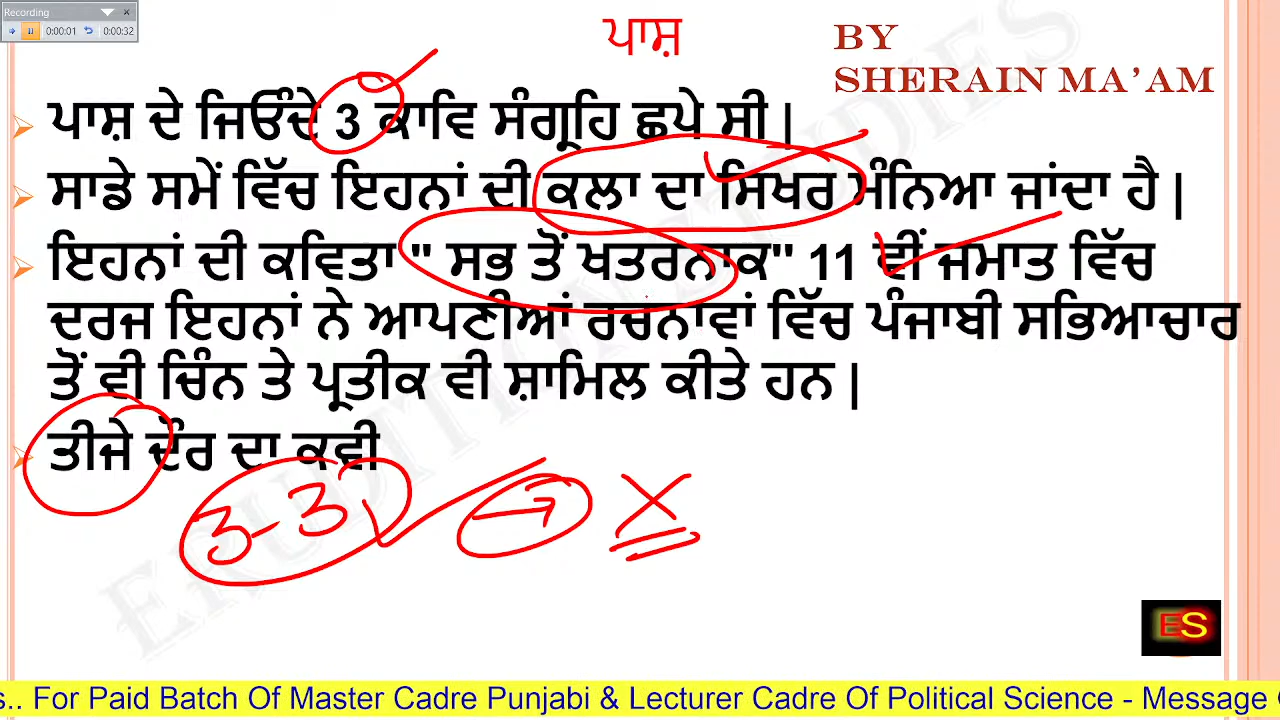 Recording
0:00:01 0:00:32
ਪਾਸ਼
BY
SHERAIN MA'AM
ਪਾਸ਼ ਦੇ ਜਿਓਂਦੇ 3 ਕਾਵਿ ਸੰਗ੍ਰਹਿ ਛਪੇ ਸੀ |
ਸਾਡੇ ਸਮੇਂ ਵਿੱਚ ਇਹਨਾਂ ਦੀ ਕਲਾ ਦਾ ਸਿਖਰ ਮੰਨਿਆ ਜਾਂਦਾ ਹੈ |
ਇਹਨਾਂ ਦੀ ਕਵਿਤਾ " ਸਭ ਤੋਂ ਖਤਰਨਾਕ" 11 ਵੀਂ ਜਮਾਤ ਵਿੱਚ
ਦਰਜ ਇਹਨਾਂ ਨੇ ਆਪਣੀਆਂ ਰਚਨਾਵਾਂ ਵਿੱਚ ਪੰਜਾਬੀ ਸਭਿਆਚਾਰ
ਤੋਂ ਵੀ ਚਿੰਨ ਤੇ ਪ੍ਰਤੀਕ ਵੀ ਸ਼ਾਮਿਲ ਕੀਤੇ ਹਨ |
ਤੀਜੇ ਦੌਰ ਦਾ ਕਵੀ
3-3
ERUDITION STUDIES
ES
s.. For Paid Batch Of Master Cadre Punjabi & Lecturer Cadre Of Political Science - Message